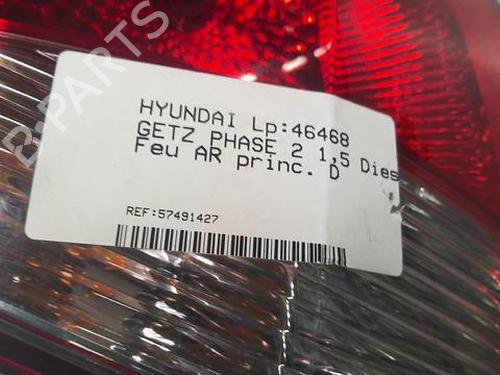 B-PARTS
HYUNDAI Lp:46468
GETZ PHASE 2 1,5 Dies
Feu AR princ. D
REF:57491427